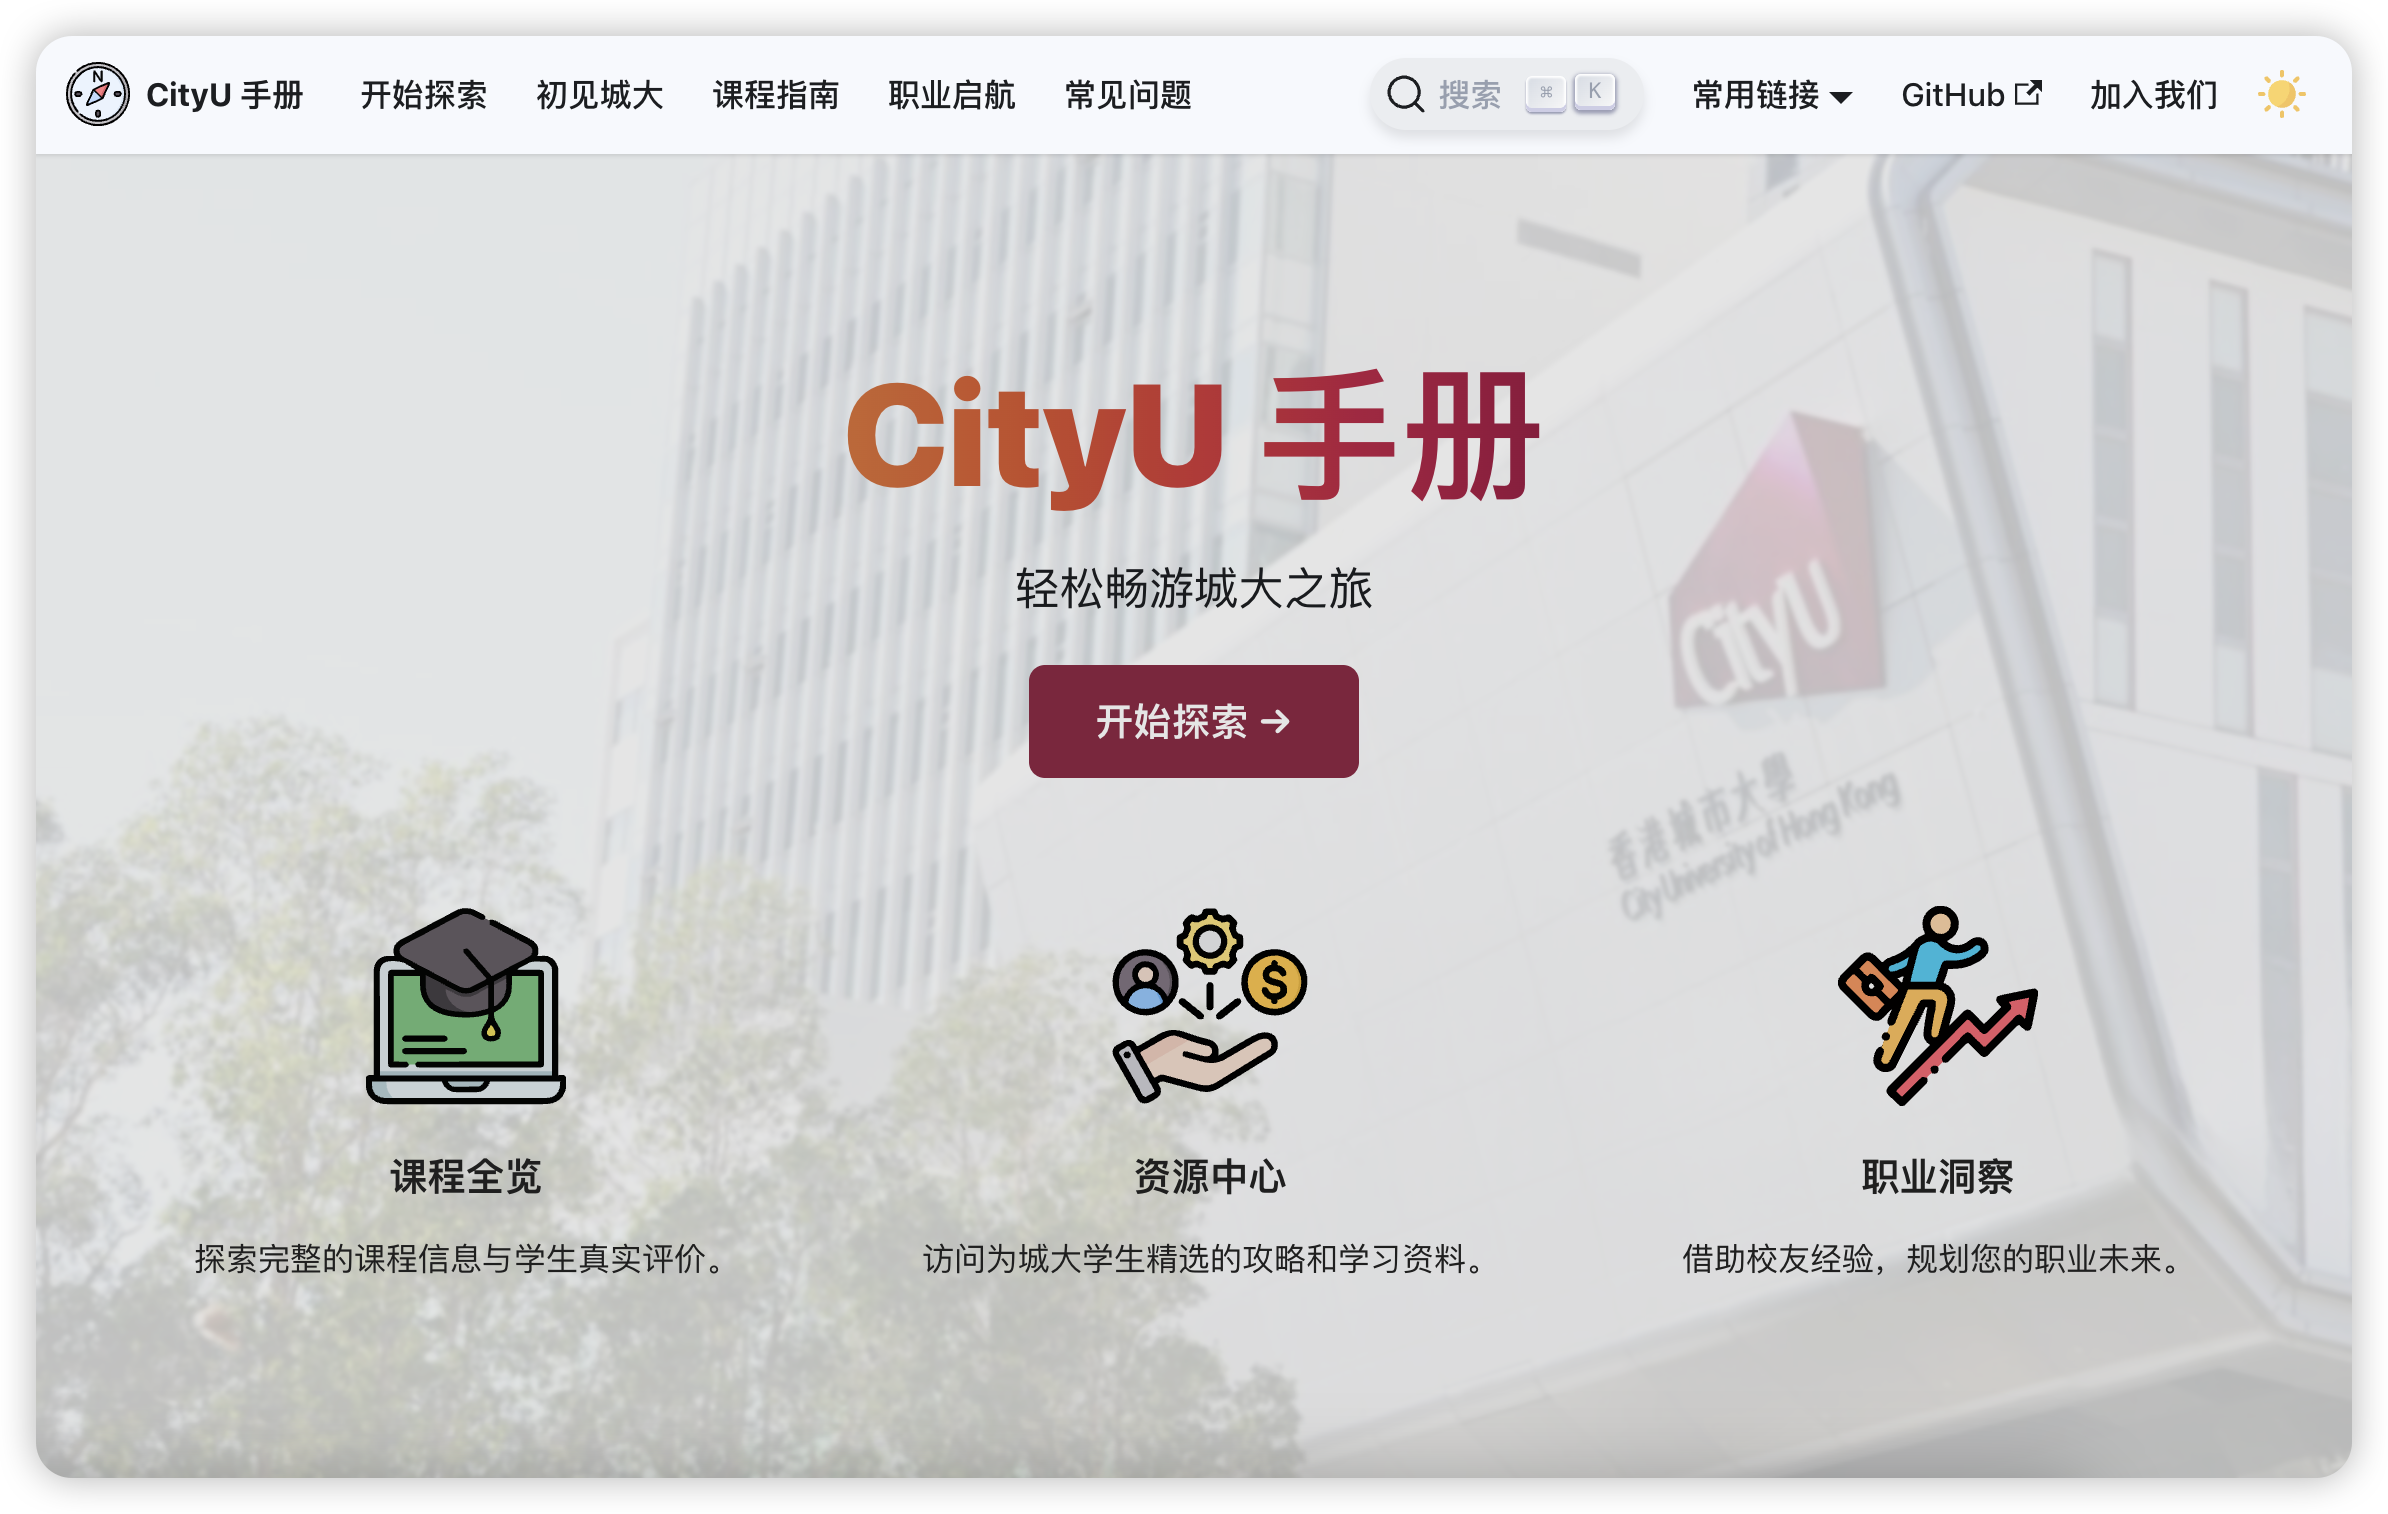 CityU 手册 开始探索 初见城大 课程指南 职业启航 常见问题 搜索 ⌘ K 常用链接 GitHub 加入我们
CityU 手册
轻松畅游城大之旅
开始探索 →
CityU
香港城市大學
City University of Hong Kong
N
$
课程全览 资源中心 职业洞察
探索完整的课程信息与学生真实评价。 访问为城大学生精选的攻略和学习资料。 借助校友经验，规划您的职业未来。